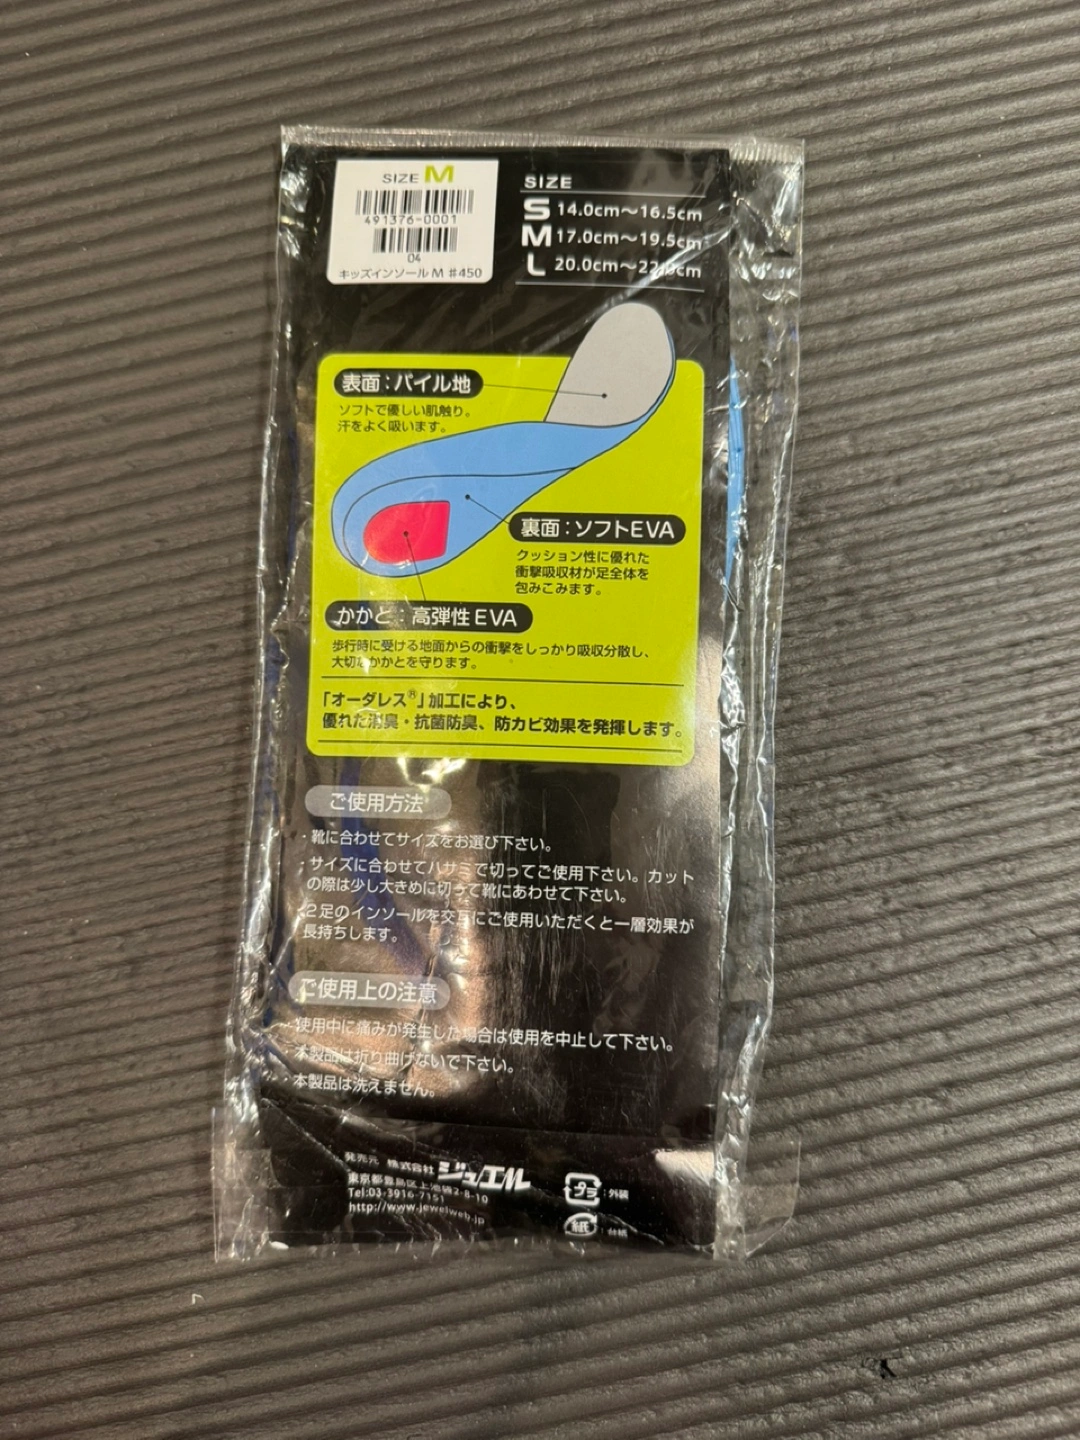 SIZE M
491376-0001
04
キッズインソール M #450
SIZE
S 14.0cm～16.5cm
M 17.0cm～19.5cm
L 20.0cm～22.0cm
表面：パイル地
ソフトで優しい肌触り。
汗をよく吸います。
裏面：ソフトEVA
クッション性に優れた
衝撃吸収材が足全体を
包みこみます。
かかと：高弾性EVA
歩行時に受ける地面からの衝撃をしっかり吸収分散し、
大切なかかとを守ります。
「オーダレス®」加工により、
優れた消臭・抗菌防臭、防カビ効果を発揮します。
ご使用方法
・靴に合わせてサイズをお選び下さい。
・サイズに合わせてハサミで切ってご使用下さい。カット
の際は少し大きめに切って靴にあわせて下さい。
・2足のインソールを交互にご使用いただくと一層効果が
長持ちします。
ご使用上の注意
・使用中に痛みが発生した場合は使用を中止して下さい。
・本製品は折り曲げないで下さい。
・本製品は洗えません。
発売元 株式会社 ジュエル
東京都豊島区上池袋2-8-10
Tel:03-3916-7151
http://www.jewelweb.jp
プラ：外装
紙：台紙